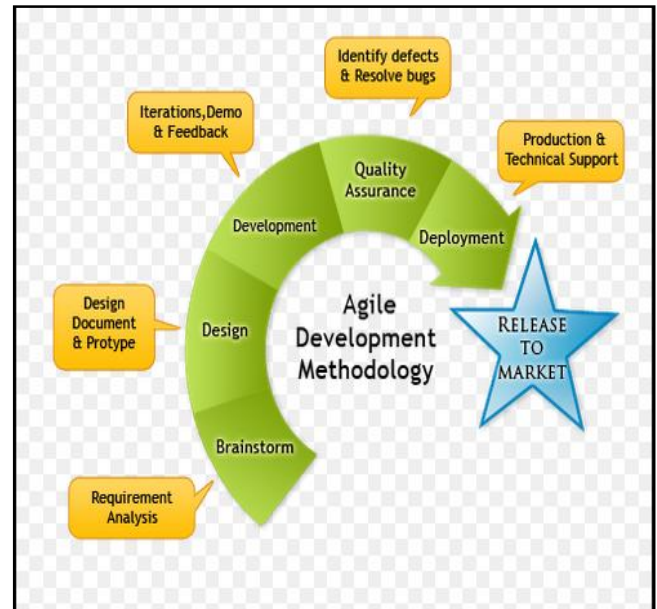 Identify defects
& Resolve bugs
Iterations,Demo
& Feedback
Production &
Technical Support
Quality
Assurance
Development
Deployment
Design
Document
& Protype
Design
Agile
Development
Methodology
RELEASE
TO
MARKET
Brainstorm
Requirement
Analysis